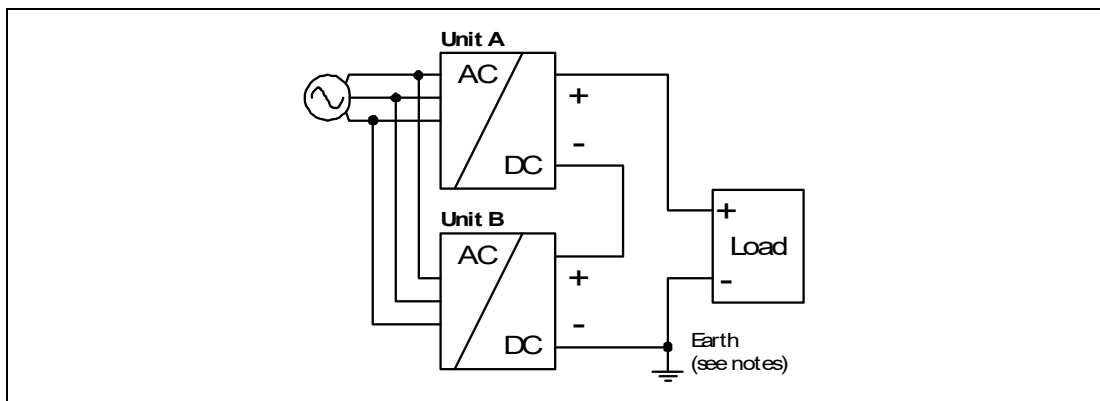 Unit A
AC
+
-
DC
Unit B
AC
+
-
DC
+
Load
-
Earth
(see notes)